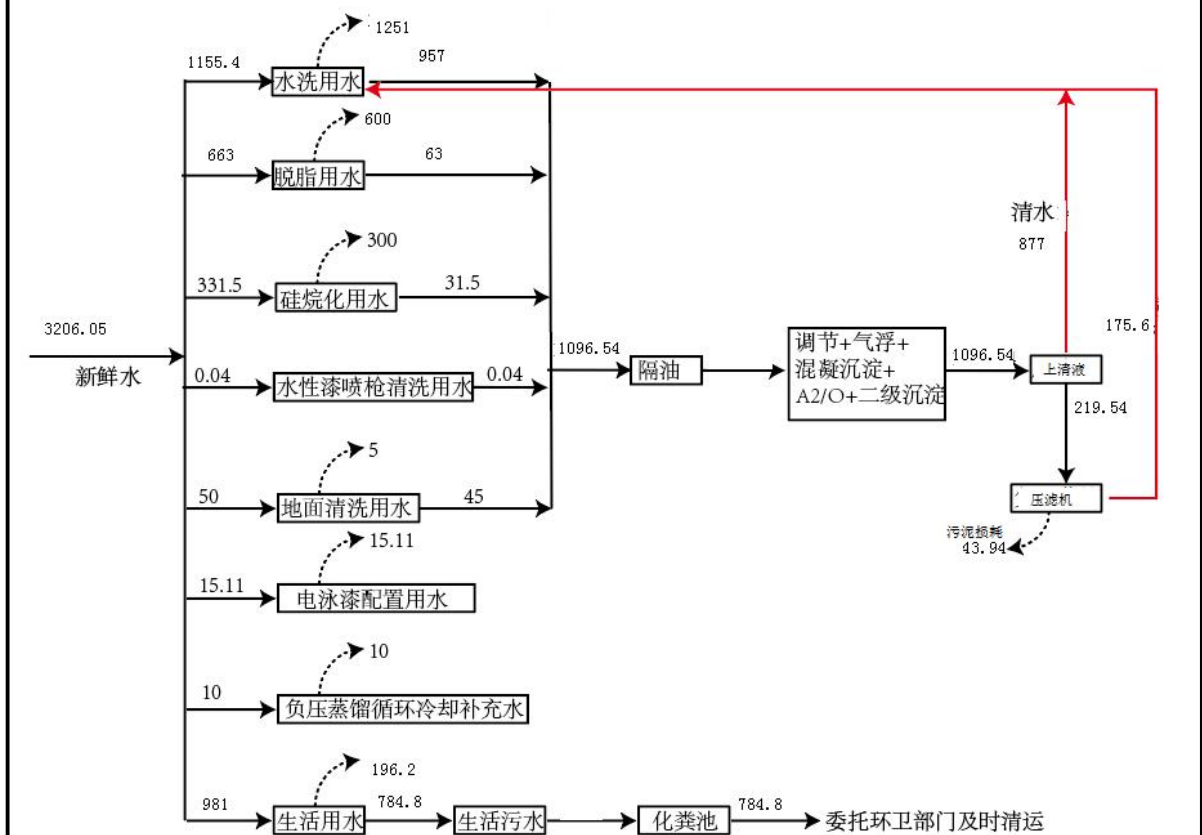 1251
1155.4
水洗用水
957
600
663
脱脂用水
63
清水
877
300
331.5
硅烷化用水
31.5
3206.05
新鲜水
175.6
1096.54
隔油
调节+气浮+
混凝沉淀+
A2/O+二级沉淀
1096.54
上清液
0.04
水性漆喷枪清洗用水
0.04
219.54
5
50
地面清洗用水
45
压滤机
污泥损耗
43.94
15.11
15.11
电泳漆配置用水
10
10
负压蒸馏循环冷却补充水
196.2
981
生活用水
784.8
生活污水
化粪池
784.8
委托环卫部门及时清运